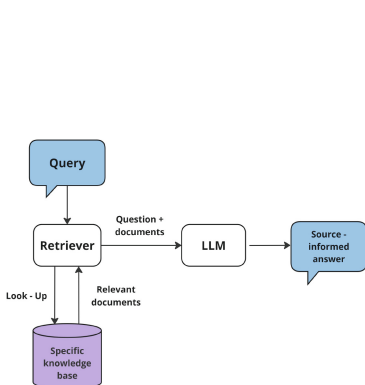 Query
Question +
documents
Retriever
LLM
Source -
informed
answer
Look - Up
Relevant
documents
Specific
knowledge
base